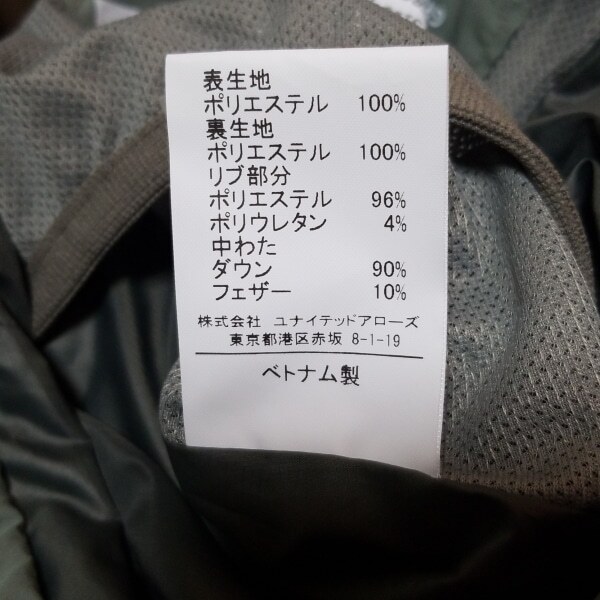 表生地
ポリエステル 100%
裏生地
ポリエステル 100%
リブ部分
ポリエステル 96%
ポリウレタン 4%
中わた
ダウン 90%
フェザー 10%
株式会社 ユナイテッドアローズ
東京都港区赤坂 8-1-19
ベトナム製